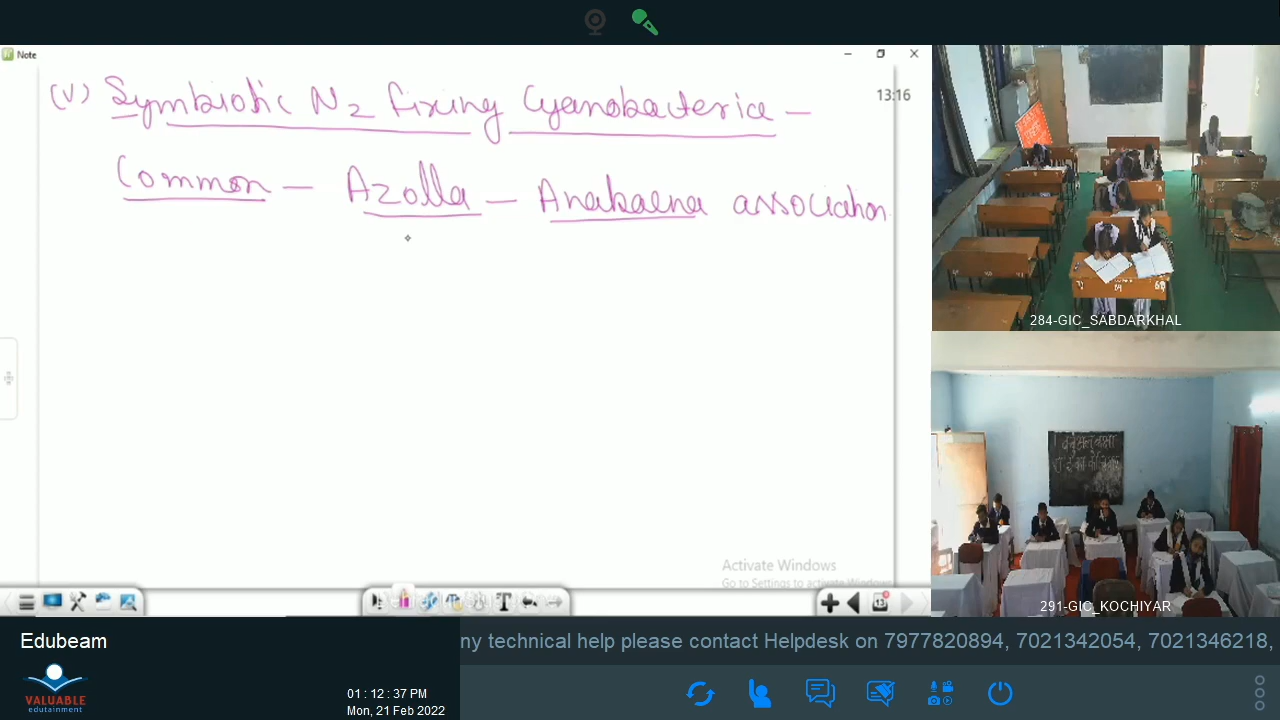 Note
13:16
(V) Symbiotic N2 fixing Cyanobacteria –
Common – Azolla – Anabaena association.
Activate Windows
Go to Settings to activate Windows
284-GIC_SABDARKHAL
291-GIC_KOCHIYAR
Edubeam
ny technical help please contact Helpdesk on 7977820894, 7021342054, 7021346218,
VALUABLE
edutainment
01 : 12 : 37 PM
Mon, 21 Feb 2022